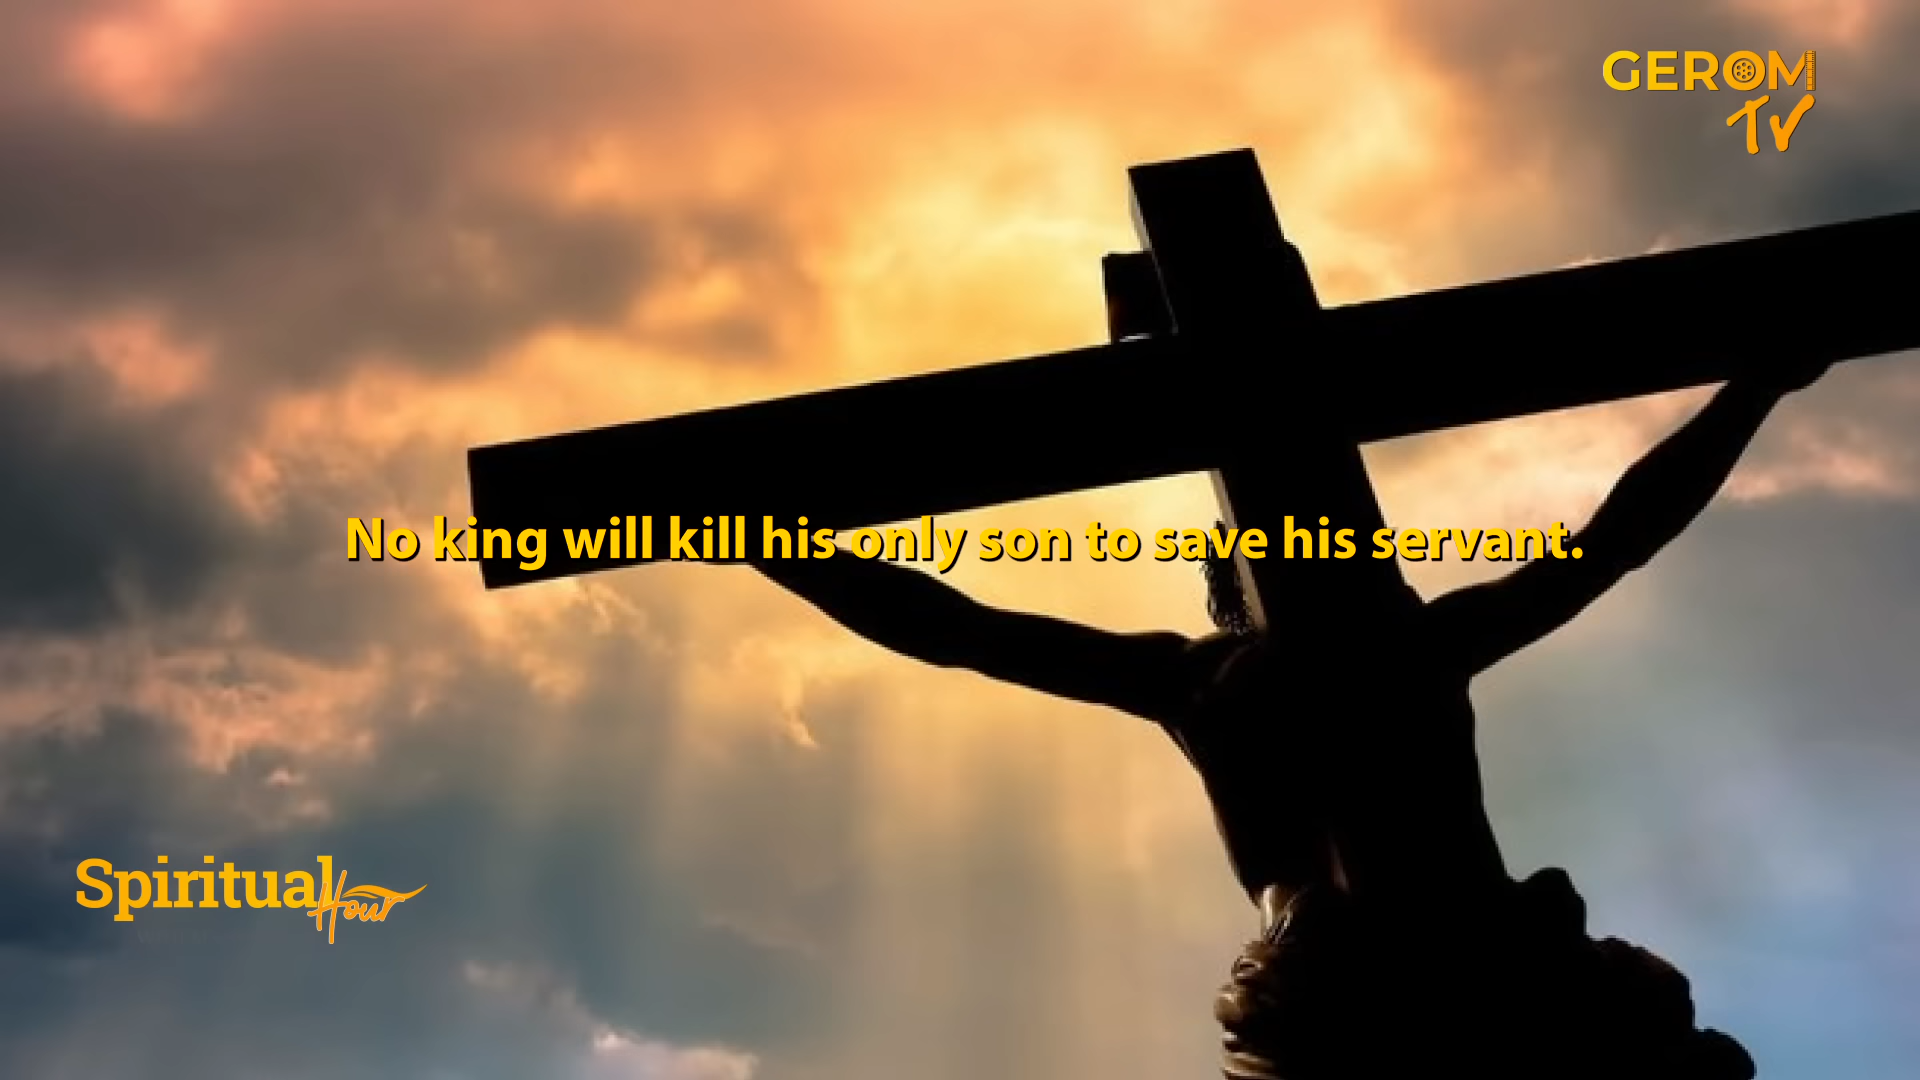 GEROM
TV
No king will kill his only son to save his servant.
Spiritual
Hour